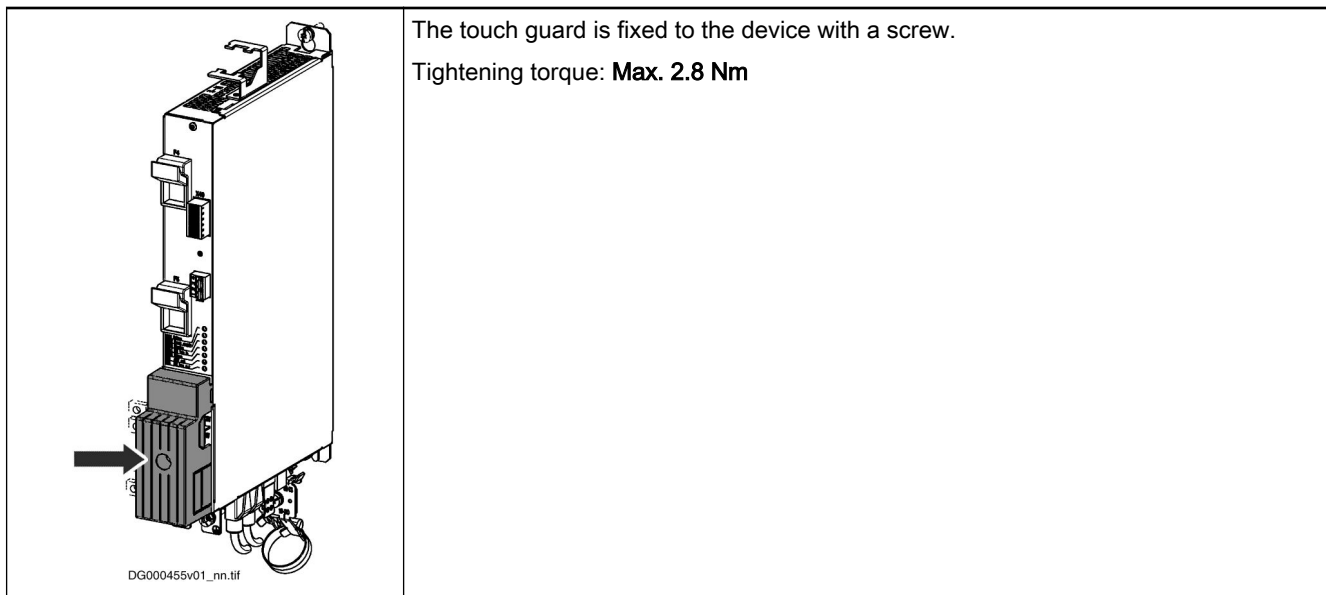 The touch guard is fixed to the device with a screw.
Tightening torque: Max. 2.8 Nm
DG000455v01_nn.tif